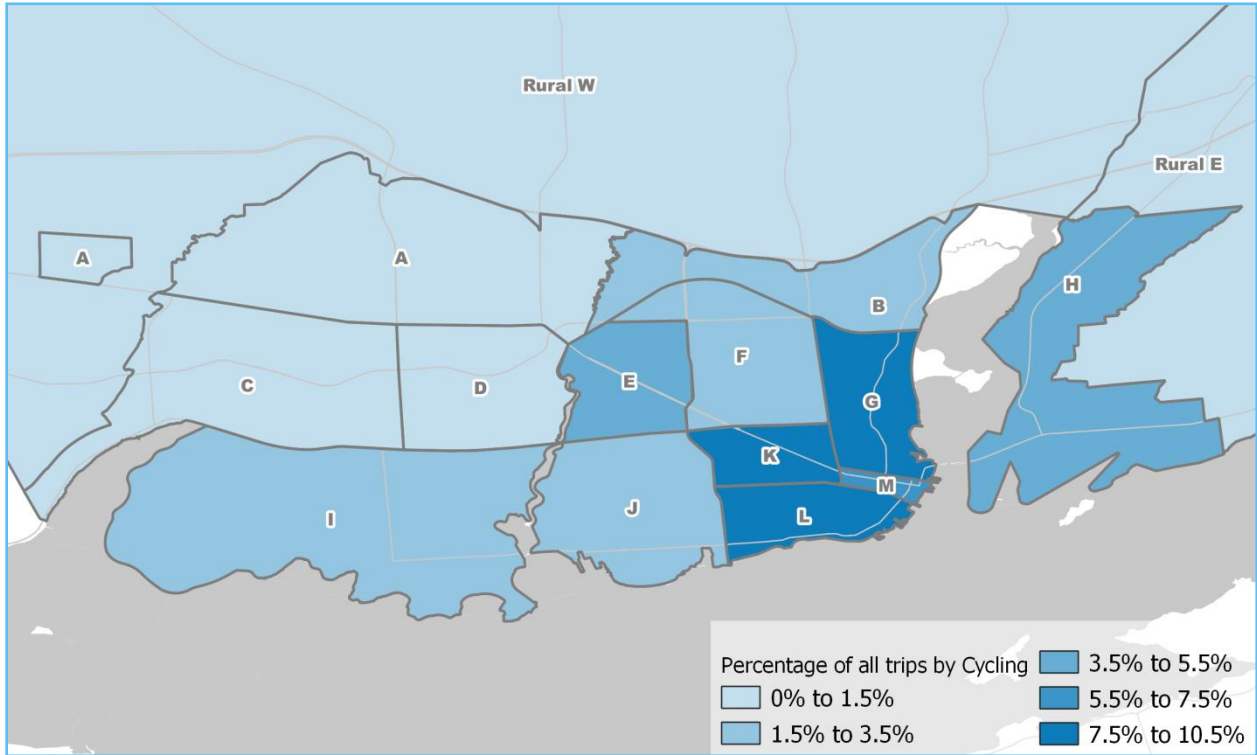 Rural W
Rural E
A
A
H
B
F
C
D
E
G
K
M
I
J
L
Percentage of all trips by Cycling
0% to 1.5%
1.5% to 3.5%
3.5% to 5.5%
5.5% to 7.5%
7.5% to 10.5%